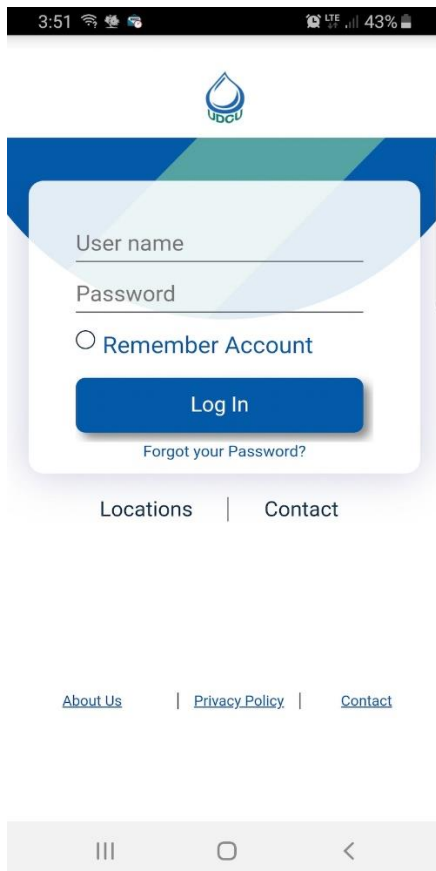 3:51 LTE 43%
UDCU
User name
Password
Remember Account
Log In
Forgot your Password?
Locations | Contact
About Us | Privacy Policy | Contact